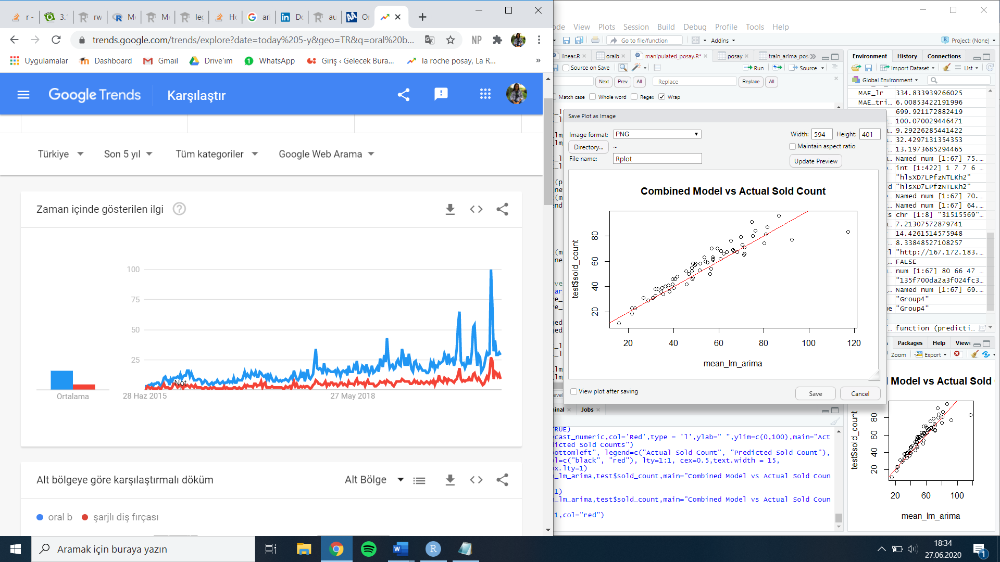 r -
3.1
rw
M
M
leg
H
ar
D
au
O
trends.google.com/trends/explore?date=today%205-y&geo=TR&q=oral%20b...
NP
Uygulamalar
Dashboard
Gmail
Drive'ım
WhatsApp
Giriş ‹ Gelecek Bura...
la roche posay, La R...
»
Google Trends
Karşılaştır
Türkiye
Son 5 yıl
Tüm kategoriler
Google Web Arama
Zaman içinde gösterilen ilgi
100
75
50
25
Not
Ortalama
28 Haz 2015
27 May 2018
Alt bölgeye göre karşılaştırmalı döküm
Alt Bölge
oral b
şarjlı diş fırçası
ode View Plots Session Build Debug Profile Tools Help
Go to file/function
Addins
Project: (None)
linear.R
oralb
manipulated_posay.R*
posay
train_arima_pos
Source on Save
Run
Source
Next
Prev
All
Replace
Replace
All
Match case
Whole word
Regex
Wrap
Save Plot as Image
Image format:
PNG
Width:
594
Height:
401
Directory...
~
Maintain aspect ratio
File name:
Rplot
Update Preview
Combined Model vs Actual Sold Count
test$sold_count
80
60
40
20
20
40
60
80
100
120
mean_lm_arima
View plot after saving
Save
Cancel
Environment
History
Connections
Import Dataset
List
Global Environment
MAE_lr 334.833939266025
MAE_tri... 6.00853422191996
699.921172882419
100.070029446471
9.29226285441422
32.4297131354353
13.1973685294465
Named num [1:67] 75...
int [1:422] 1 7 7 6 ...
"hlsXD7LPfzNTLKh2"
"hlsXD7LPfzNTLKh2"
Named num [1:67] 70...
Named num [1:67] 64...
chr [1:8] "31515569"...
7.21307572879741
14.4261514575948
8.33848527108257
"http://167.172.183...
FALSE
num [1:67] 80 66 47 ...
"135f700da2a3f024fc3...
Named num [1:67] 69...
"Group4"
"Group4"
function (predicti...
Packages
Help
Viewe
Zoom
Export
l Model vs Actual Sold
test$sold_count
80
60
40
20
20
60
100
mean_lm_arima
minal
Jobs
TRUE)
ecast_numeric,col='Red',type = 'l',ylab=" ",ylim=c(0,100),main="Act
dicted Sold Counts")
bottomleft", legend=c("Actual Sold Count", "Predicted Sold Count"),
ol=c("black", "red"), lty=1:1, cex=0.5,text.width = 15,
ox.lty=1)
n_lm_arima,test$sold_count,main="Combined Model vs Actual Sold Coun
1)
n_lm_arima,test$sold_count,main="Combined Model vs Actual Sold Coun
1,col="red")
Aramak için buraya yazın
18:34
27.06.2020
1